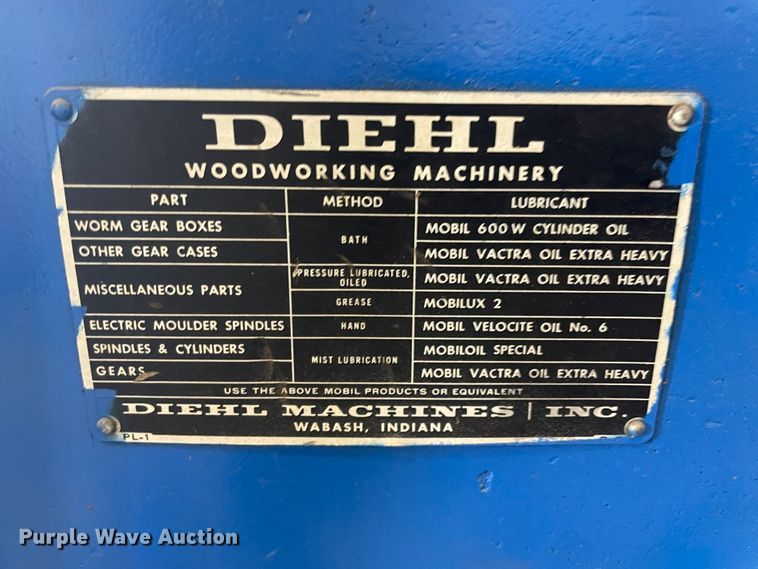 DIEHL
WOODWORKING MACHINERY
PART METHOD LUBRICANT
WORM GEAR BOXES BATH MOBIL 600 W CYLINDER OIL
OTHER GEAR CASES MOBIL VACTRA OIL EXTRA HEAVY
MISCELLANEOUS PARTS PRESSURE LUBRICATED, OILED MOBIL VACTRA OIL EXTRA HEAVY
GREASE MOBILUX 2
ELECTRIC MOULDER SPINDLES HAND MOBIL VELOCITE OIL No. 6
SPINDLES & CYLINDERS MIST LUBRICATION MOBILOIL SPECIAL
GEARS MOBIL VACTRA OIL EXTRA HEAVY
USE THE ABOVE MOBIL PRODUCTS OR EQUIVALENT
DIEHL MACHINES | INC.
WABASH, INDIANA
PL-1
Purple Wave Auction